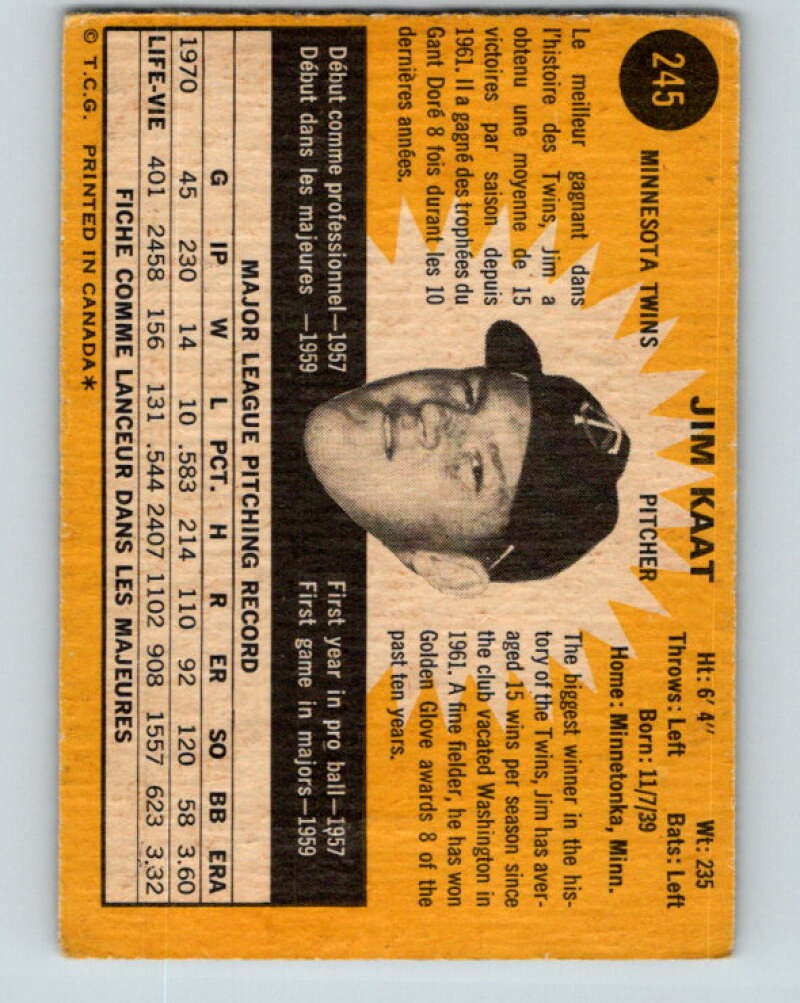 245
JIM KAAT
MINNESOTA TWINS
PITCHER
Ht: 6' 4" Wt: 235
Throws: Left Bats: Left
Born: 11/7/39
Home: Minnetonka, Minn.
Le meilleur gagnant dans
l'histoire des Twins, Jim a
obtenu une moyenne de 15
victoires par saison depuis
1961. Il a gagné des trophées du
Gant Doré 8 fois durant les 10
dernières années.
The biggest winner in the his-
tory of the Twins, Jim has aver-
aged 15 wins per season since
the club vacated Washington in
1961. A fine fielder, he has won
Golden Glove awards 8 of the
past ten years.
Début comme professionnel—1957
Début dans les majeures —1959
First year in pro ball—1957
First game in majors—1959
MAJOR LEAGUE PITCHING RECORD
G IP W L PCT. H R ER SO BB ERA
1970 45 230 14 10 .583 214 110 92 120 58 3.60
LIFE-VIE 401 2458 156 131 .544 2407 1102 908 1557 623 3.32
FICHE COMME LANCEUR DANS LES MAJEURES
© T.C.G. PRINTED IN CANADA*